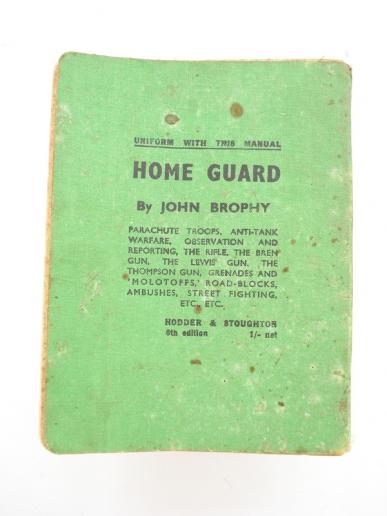 UNIFORM WITH THIS MANUAL
HOME GUARD
By JOHN BROPHY
PARACHUTE TROOPS, ANTI-TANK
WARFARE, OBSERVATION AND
REPORTING, THE RIFLE, THE BREN
GUN, THE LEWIS GUN, THE
THOMPSON GUN, GRENADES AND
'MOLOTOFFS,' ROAD-BLOCKS,
AMBUSHES, STREET FIGHTING,
ETC., ETC.
HODDER & STOUGHTON
6th edition 1/- net